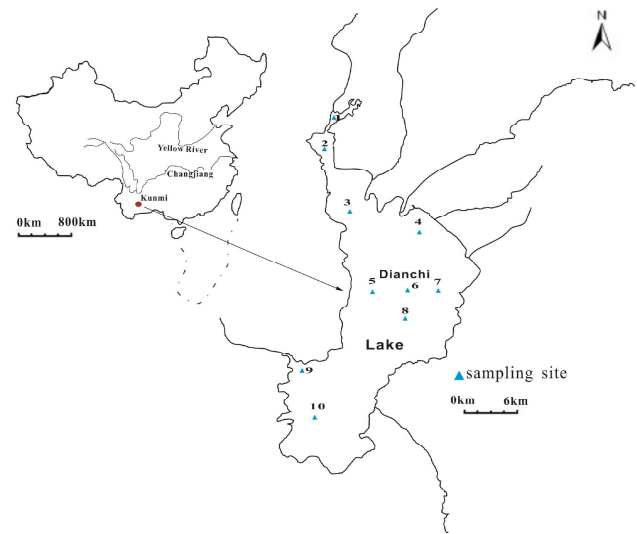 N
1
2
Yellow River
Changjiang
Kunmi
0km 800km
3
4
5 Dianchi 6 7
8
Lake
9
sampling site
0km 6km
10